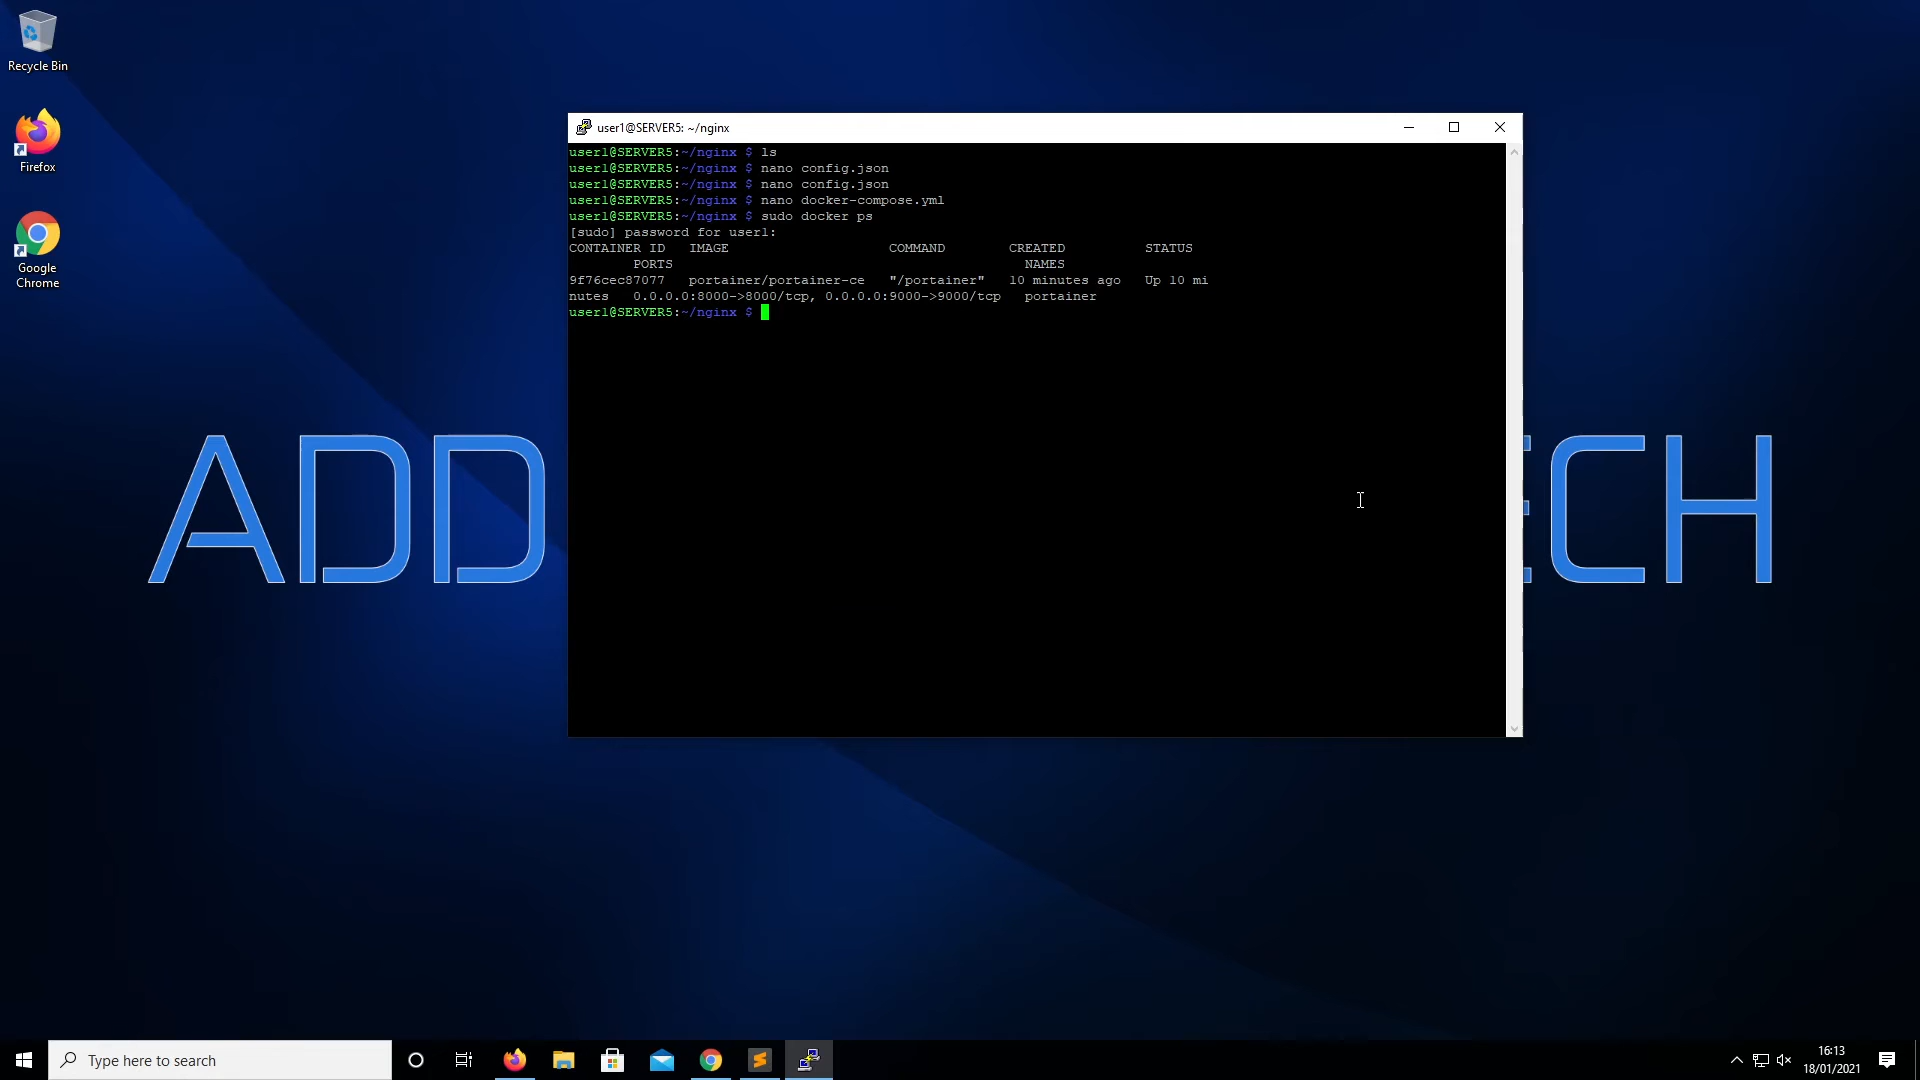 Recycle Bin
Firefox
Google
Chrome
ADD
ECH
user1@SERVER5: ~/nginx
user1@SERVER5:~/nginx $ ls
user1@SERVER5:~/nginx $ nano config.json
user1@SERVER5:~/nginx $ nano config.json
user1@SERVER5:~/nginx $ nano docker-compose.yml
user1@SERVER5:~/nginx $ sudo docker ps
[sudo] password for user1:
CONTAINER ID   IMAGE                    COMMAND        CREATED          STATUS
        PORTS                                            NAMES
9f76cec87077   portainer/portainer-ce   "/portainer"   10 minutes ago   Up 10 mi
nutes   0.0.0.0:8000->8000/tcp, 0.0.0.0:9000->9000/tcp   portainer
user1@SERVER5:~/nginx $
Type here to search
16:13
18/01/2021